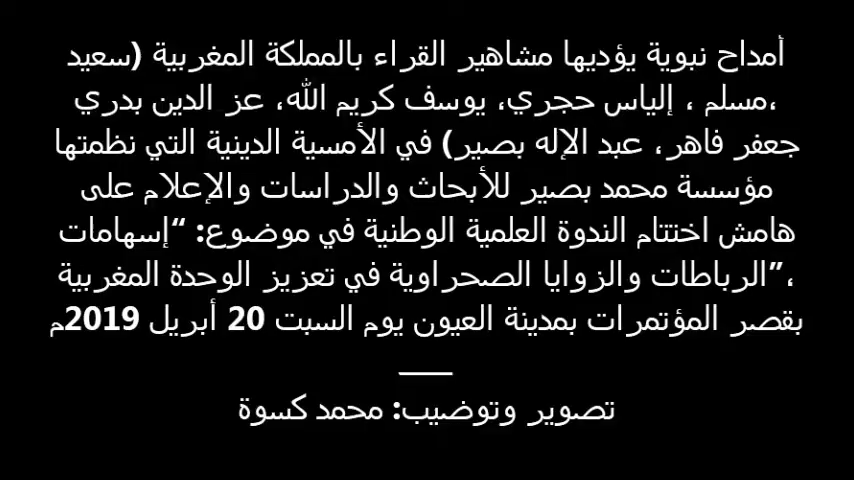 أمداح نبوية يؤديها مشاهير القراء بالمملكة المغربية (سعيد
مسلم ، إلياس حجري، يوسف كريم الله، عز الدين بدري،
جعفر فاهر، عبد الإله بصير) في الأمسية الدينية التي نظمتها
مؤسسة محمد بصير للأبحاث والدراسات والإعلام على
هامش اختتام الندوة العلمية الوطنية في موضوع: “إسهامات
الرباطات والزوايا الصحراوية في تعزيز الوحدة المغربية”،
بقصر المؤتمرات بمدينة العيون يوم السبت 20 أبريل 2019م
ـــــــ
تصوير وتوضيب: محمد كسوة